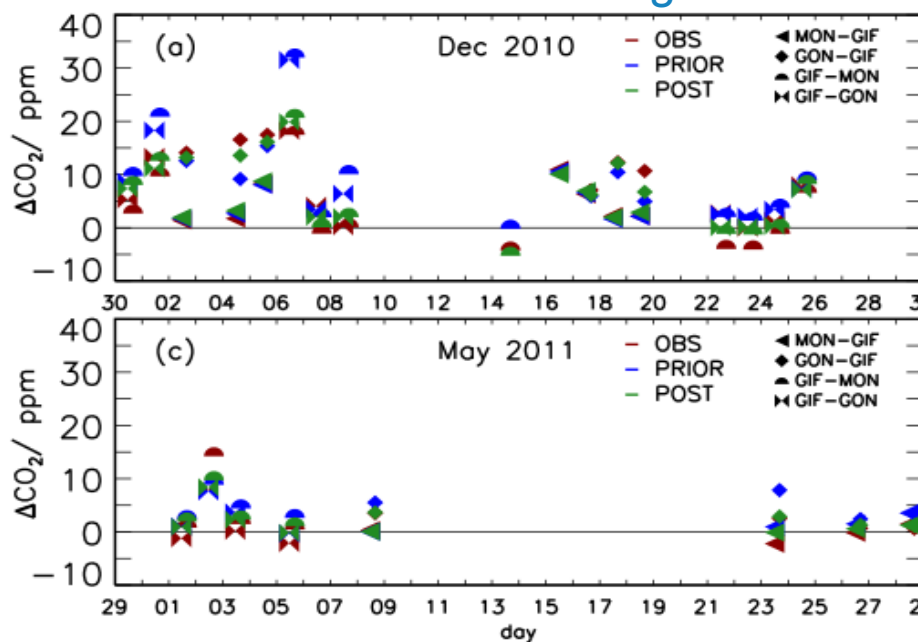 (a) Dec 2010
OBS
PRIOR
POST
MON-GIF
GON-GIF
GIF-MON
GIF-GON
ΔCO₂/ ppm
40
30
20
10
0
-10
30 02 04 06 08 10 12 14 16 18 20 22 24 26 28
(c) May 2011
OBS
PRIOR
POST
MON-GIF
GON-GIF
GIF-MON
GIF-GON
ΔCO₂/ ppm
40
30
20
10
0
-10
29 01 03 05 07 09 11 13 15 17 19 21 23 25 27
day